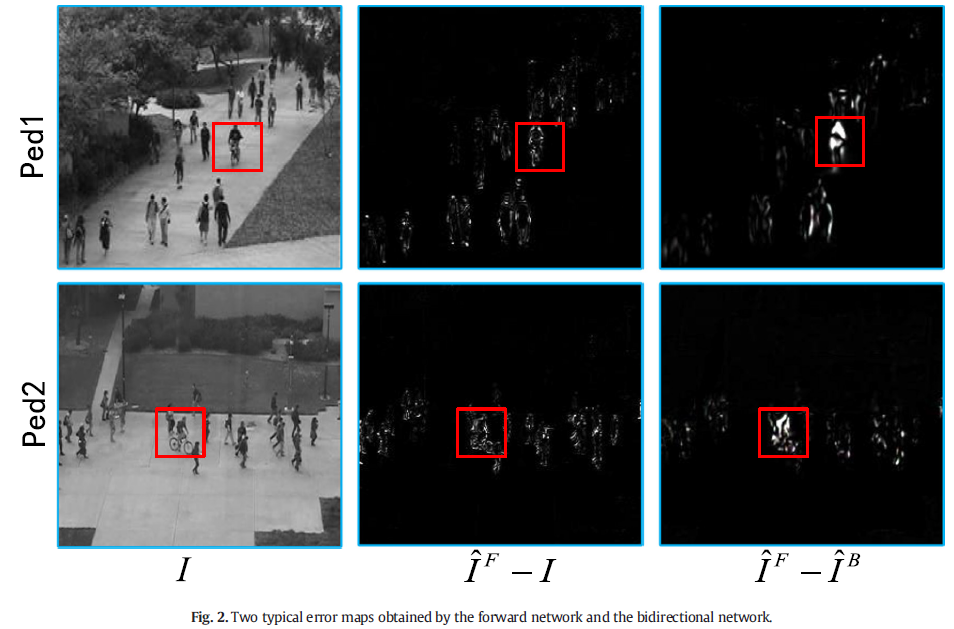 Ped1
Ped2
I
Î^F − I
Î^F − Î^B
Fig. 2. Two typical error maps obtained by the forward network and the bidirectional network.